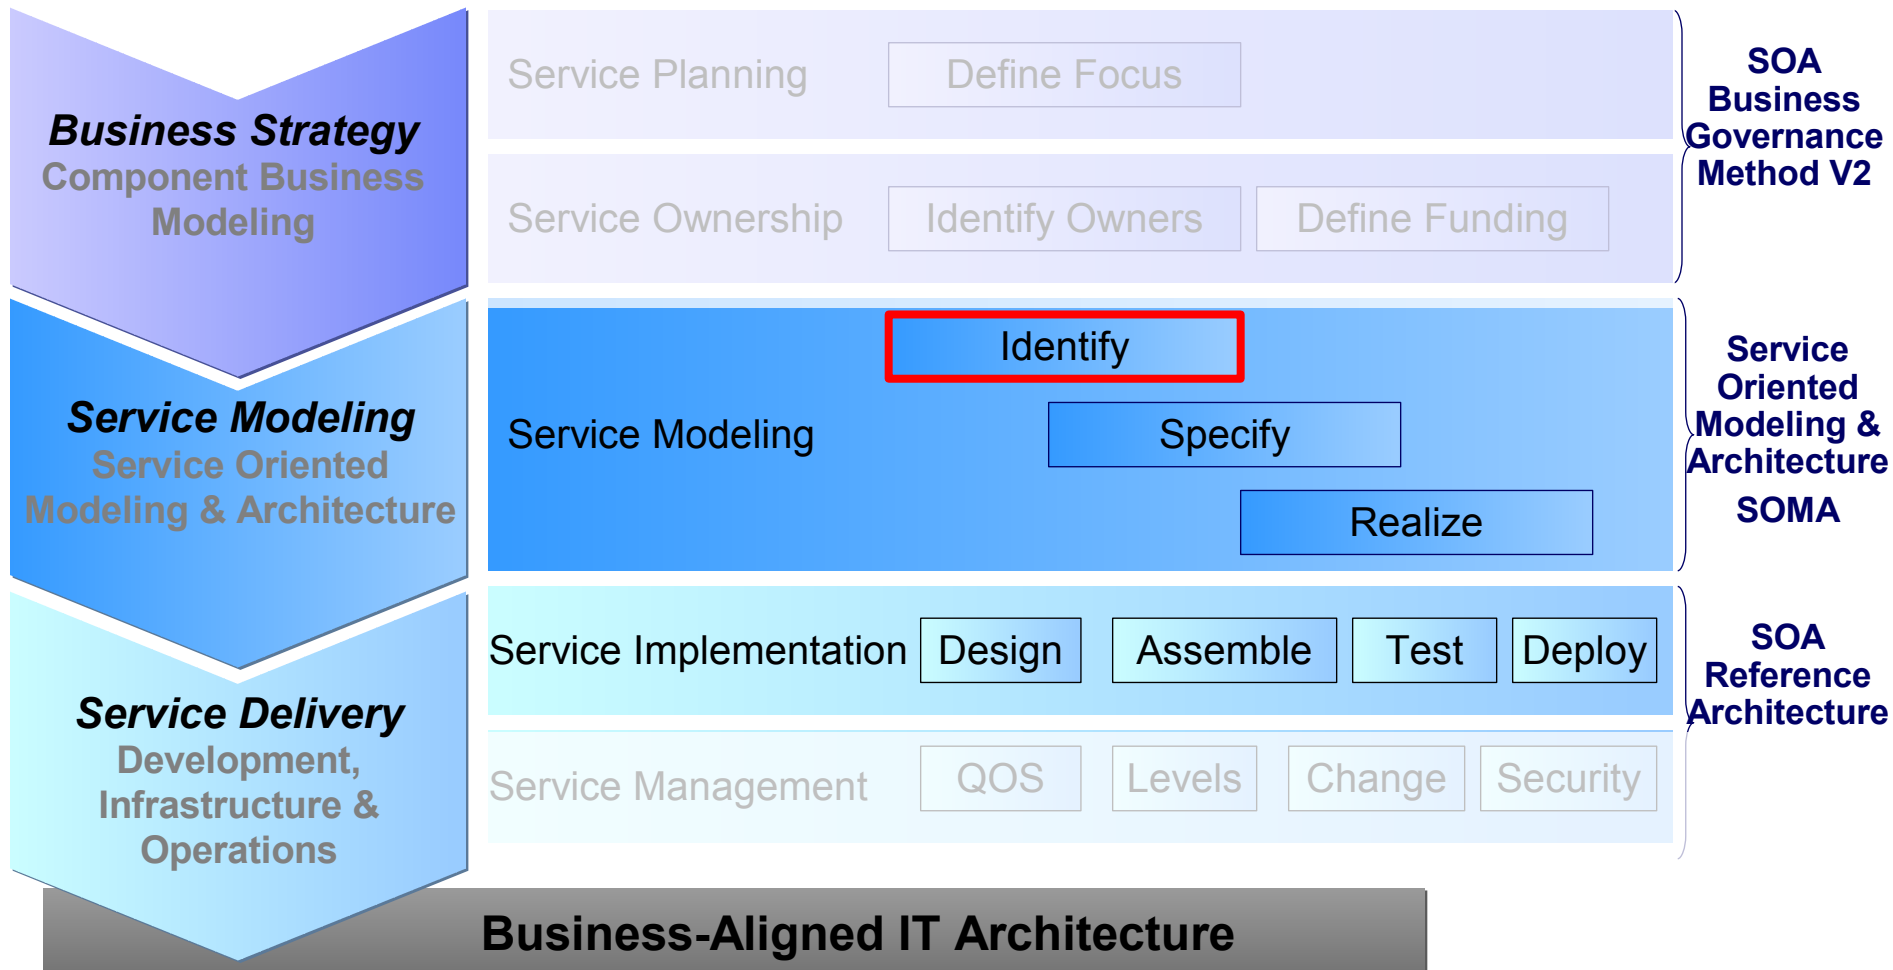 Business Strategy
Component Business
Modeling
Service Planning
Define Focus
Service Ownership
Identify Owners
Define Funding
SOA
Business
Governance
Method V2
Service Modeling
Service Oriented
Modeling & Architecture
Service Modeling
Identify
Specify
Realize
Service
Oriented
Modeling &
Architecture
SOMA
Service Delivery
Development,
Infrastructure &
Operations
Service Implementation
Design
Assemble
Test
Deploy
Service Management
QOS
Levels
Change
Security
SOA
Reference
Architecture
Business-Aligned IT Architecture